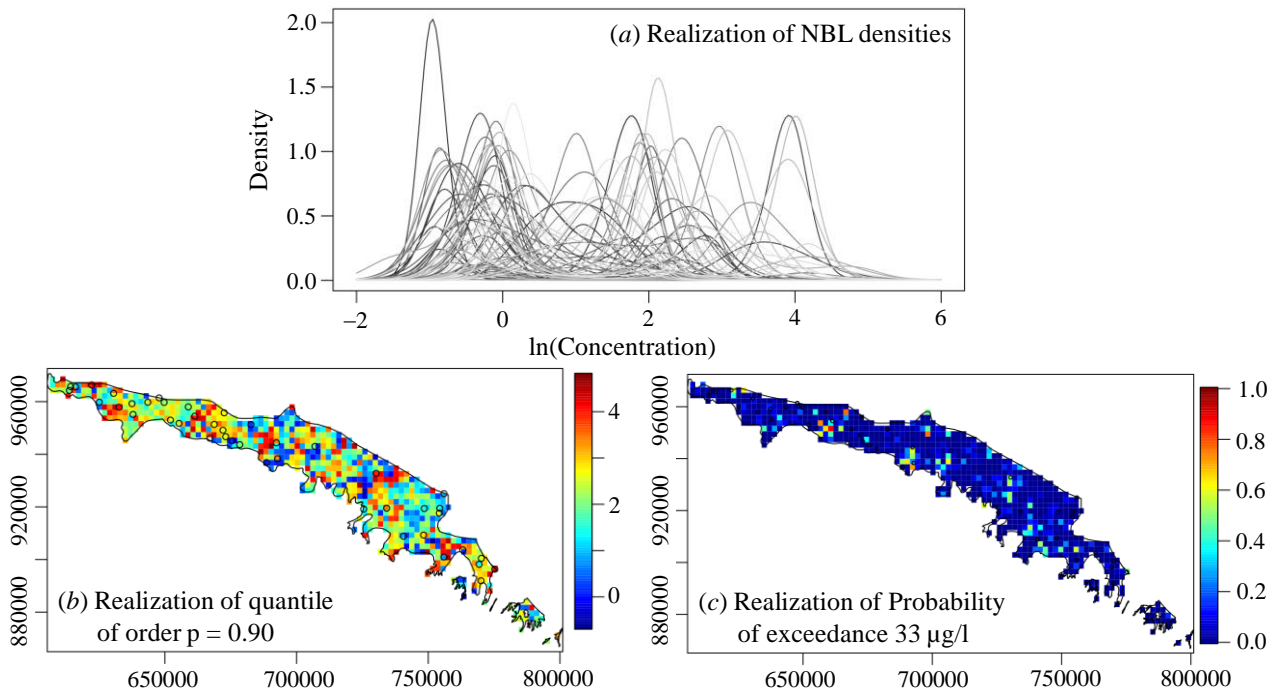 (a) Realization of NBL densities
2.0
1.5
1.0
0.5
0.0
Density
−2 0 2 4 6
ln(Concentration)
960000
920000
880000
4
2
0
(b) Realization of quantile
of order p = 0.90
650000 700000 750000 800000
960000
920000
880000
1.0
0.8
0.6
0.4
0.2
0.0
(c) Realization of Probability
of exceedance 33 µg/l
650000 700000 750000 800000